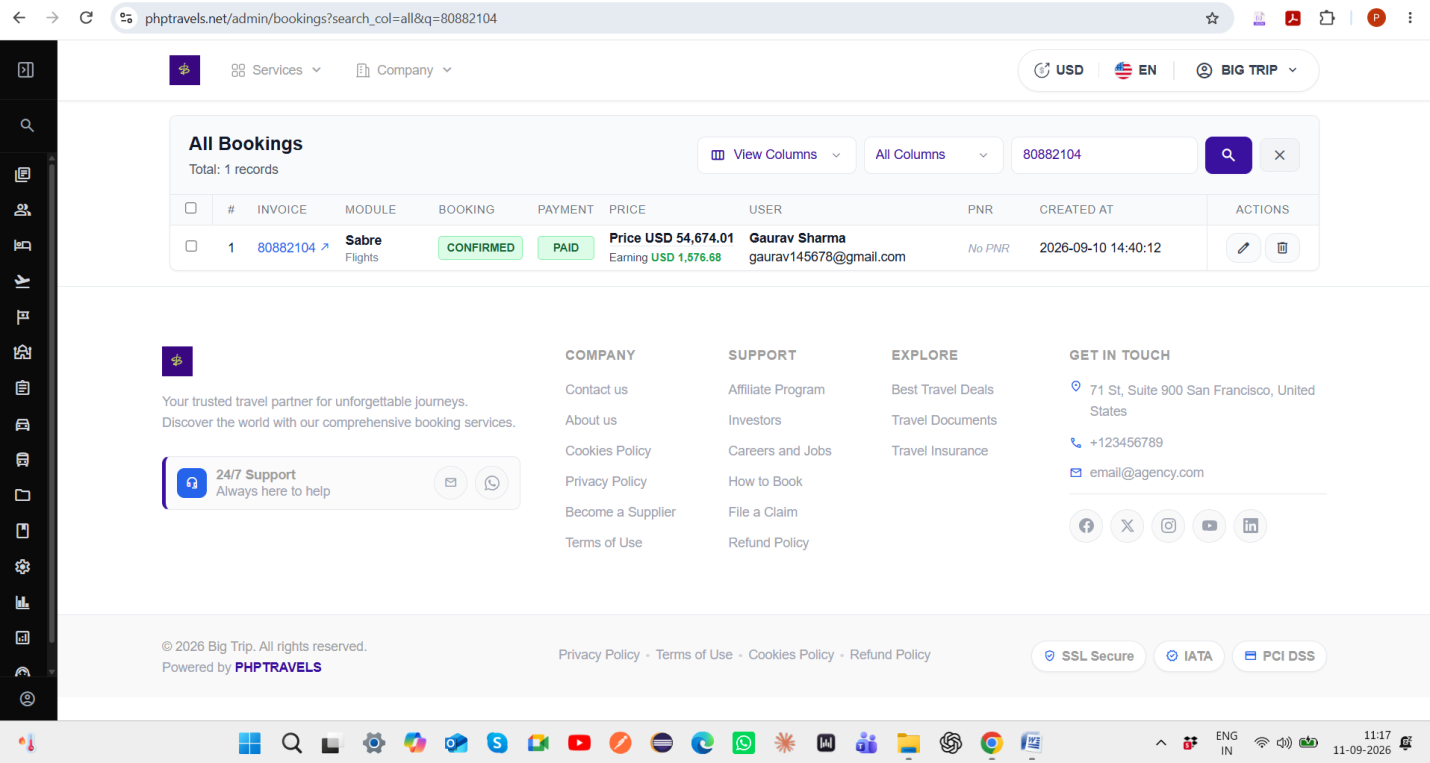 phptravels.net/admin/bookings?search_col=all&q=80882104
P
Services
Company
USD
EN
BIG TRIP
All Bookings
Total: 1 records
View Columns
All Columns
80882104
# INVOICE MODULE BOOKING PAYMENT PRICE USER PNR CREATED AT ACTIONS
1 80882104 Sabre CONFIRMED PAID Price USD 54,674.01 Gaurav Sharma No PNR 2026-09-10 14:40:12
Flights Earning USD 1,576.68 gaurav145678@gmail.com
Your trusted travel partner for unforgettable journeys.
Discover the world with our comprehensive booking services.
24/7 Support
Always here to help
COMPANY
Contact us
About us
Cookies Policy
Privacy Policy
Become a Supplier
Terms of Use
SUPPORT
Affiliate Program
Investors
Careers and Jobs
How to Book
File a Claim
Refund Policy
EXPLORE
Best Travel Deals
Travel Documents
Travel Insurance
GET IN TOUCH
71 St, Suite 900 San Francisco, United
States
+123456789
email@agency.com
© 2026 Big Trip. All rights reserved.
Powered by PHPTRAVELS
Privacy Policy • Terms of Use • Cookies Policy • Refund Policy
SSL Secure
IATA
PCI DSS
ENG
IN
11:17
11-09-2026